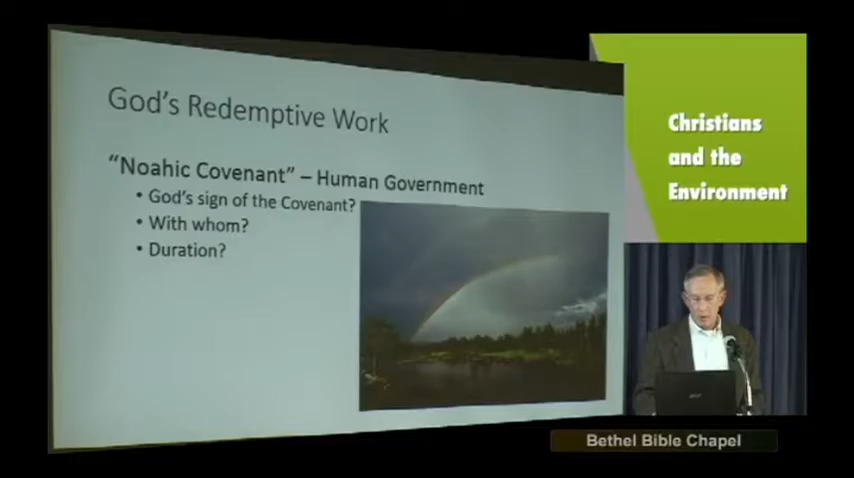 God's Redemptive Work
"Noahic Covenant" – Human Government
• God's sign of the Covenant?
• With whom?
• Duration?
Christians
and the
Environment
Bethel Bible Chapel